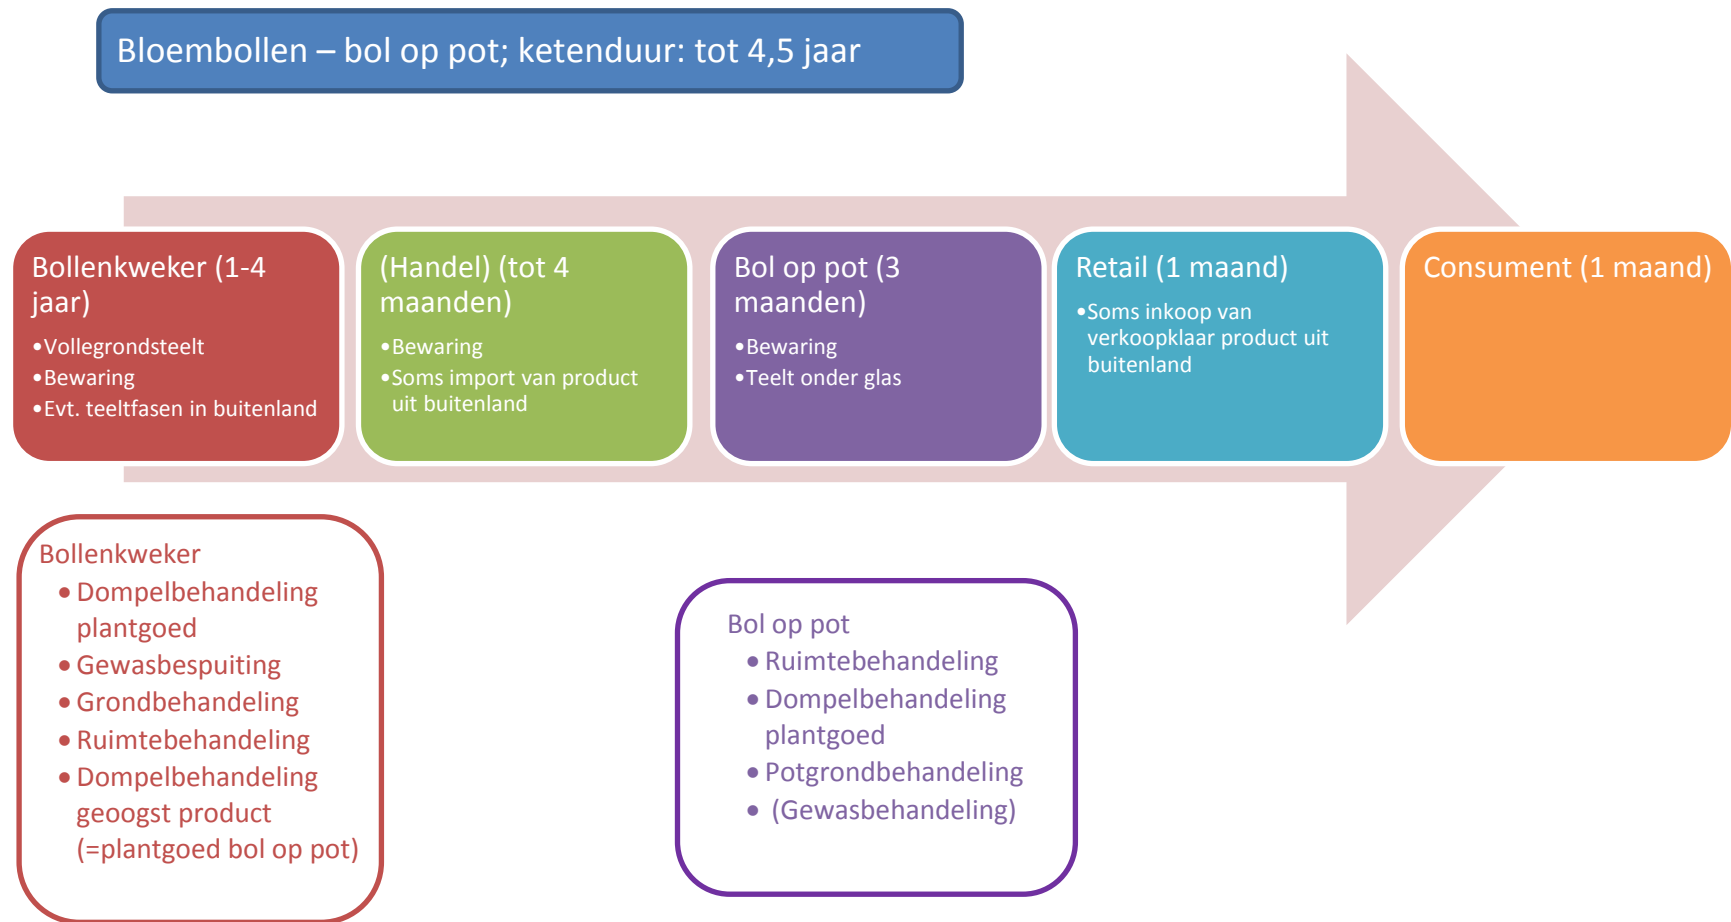 Bloembollen – bol op pot; ketenduur: tot 4,5 jaar
Bollenkweker (1-4
jaar)
•Vollegrondsteelt
•Bewaring
•Evt. teeltfasen in buitenland
(Handel) (tot 4
maanden)
•Bewaring
•Soms import van product
uit buitenland
Bol op pot (3
maanden)
•Bewaring
•Teelt onder glas
Retail (1 maand)
•Soms inkoop van
verkoopklaar product uit
buitenland
Consument (1 maand)
Bollenkweker
• Dompelbehandeling
plantgoed
• Gewasbespuiting
• Grondbehandeling
• Ruimtebehandeling
• Dompelbehandeling
geoogst product
(=plantgoed bol op pot)
Bol op pot
• Ruimtebehandeling
• Dompelbehandeling
plantgoed
• Potgrondbehandeling
• (Gewasbehandeling)